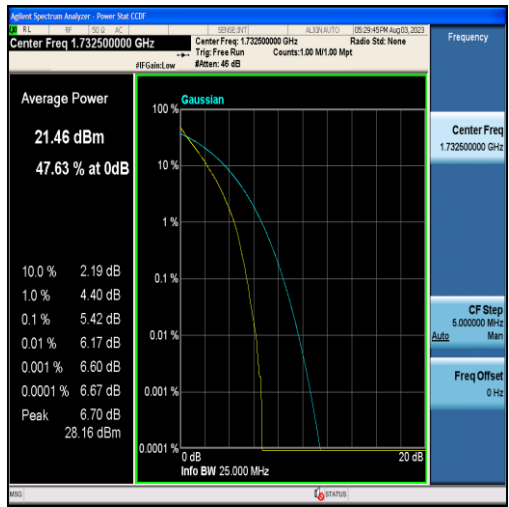 Agilent Spectrum Analyzer - Power Stat CCDF
RL RF 50 Ω AC SENSE:INT ALIGN AUTO 05:29:45 PM Aug 03, 2023
Center Freq 1.732500000 GHz
Center Freq: 1.732500000 GHz Radio Std: None
Trig: Free Run Counts:1.00 M/1.00 Mpt
#IFGain:Low #Atten: 46 dB
Frequency
Average Power
21.46 dBm
47.63 % at 0dB
10.0 % 2.19 dB
1.0 % 4.40 dB
0.1 % 5.42 dB
0.01 % 6.17 dB
0.001 % 6.60 dB
0.0001 % 6.67 dB
Peak 6.70 dB
28.16 dBm
Gaussian
100 %
10 %
1 %
0.1 %
0.01 %
0.001 %
0.0001 %
0 dB 20 dB
Info BW 25.000 MHz
Center Freq
1.732500000 GHz
CF Step
5.000000 MHz
Auto Man
Freq Offset
0 Hz
MSG STATUS